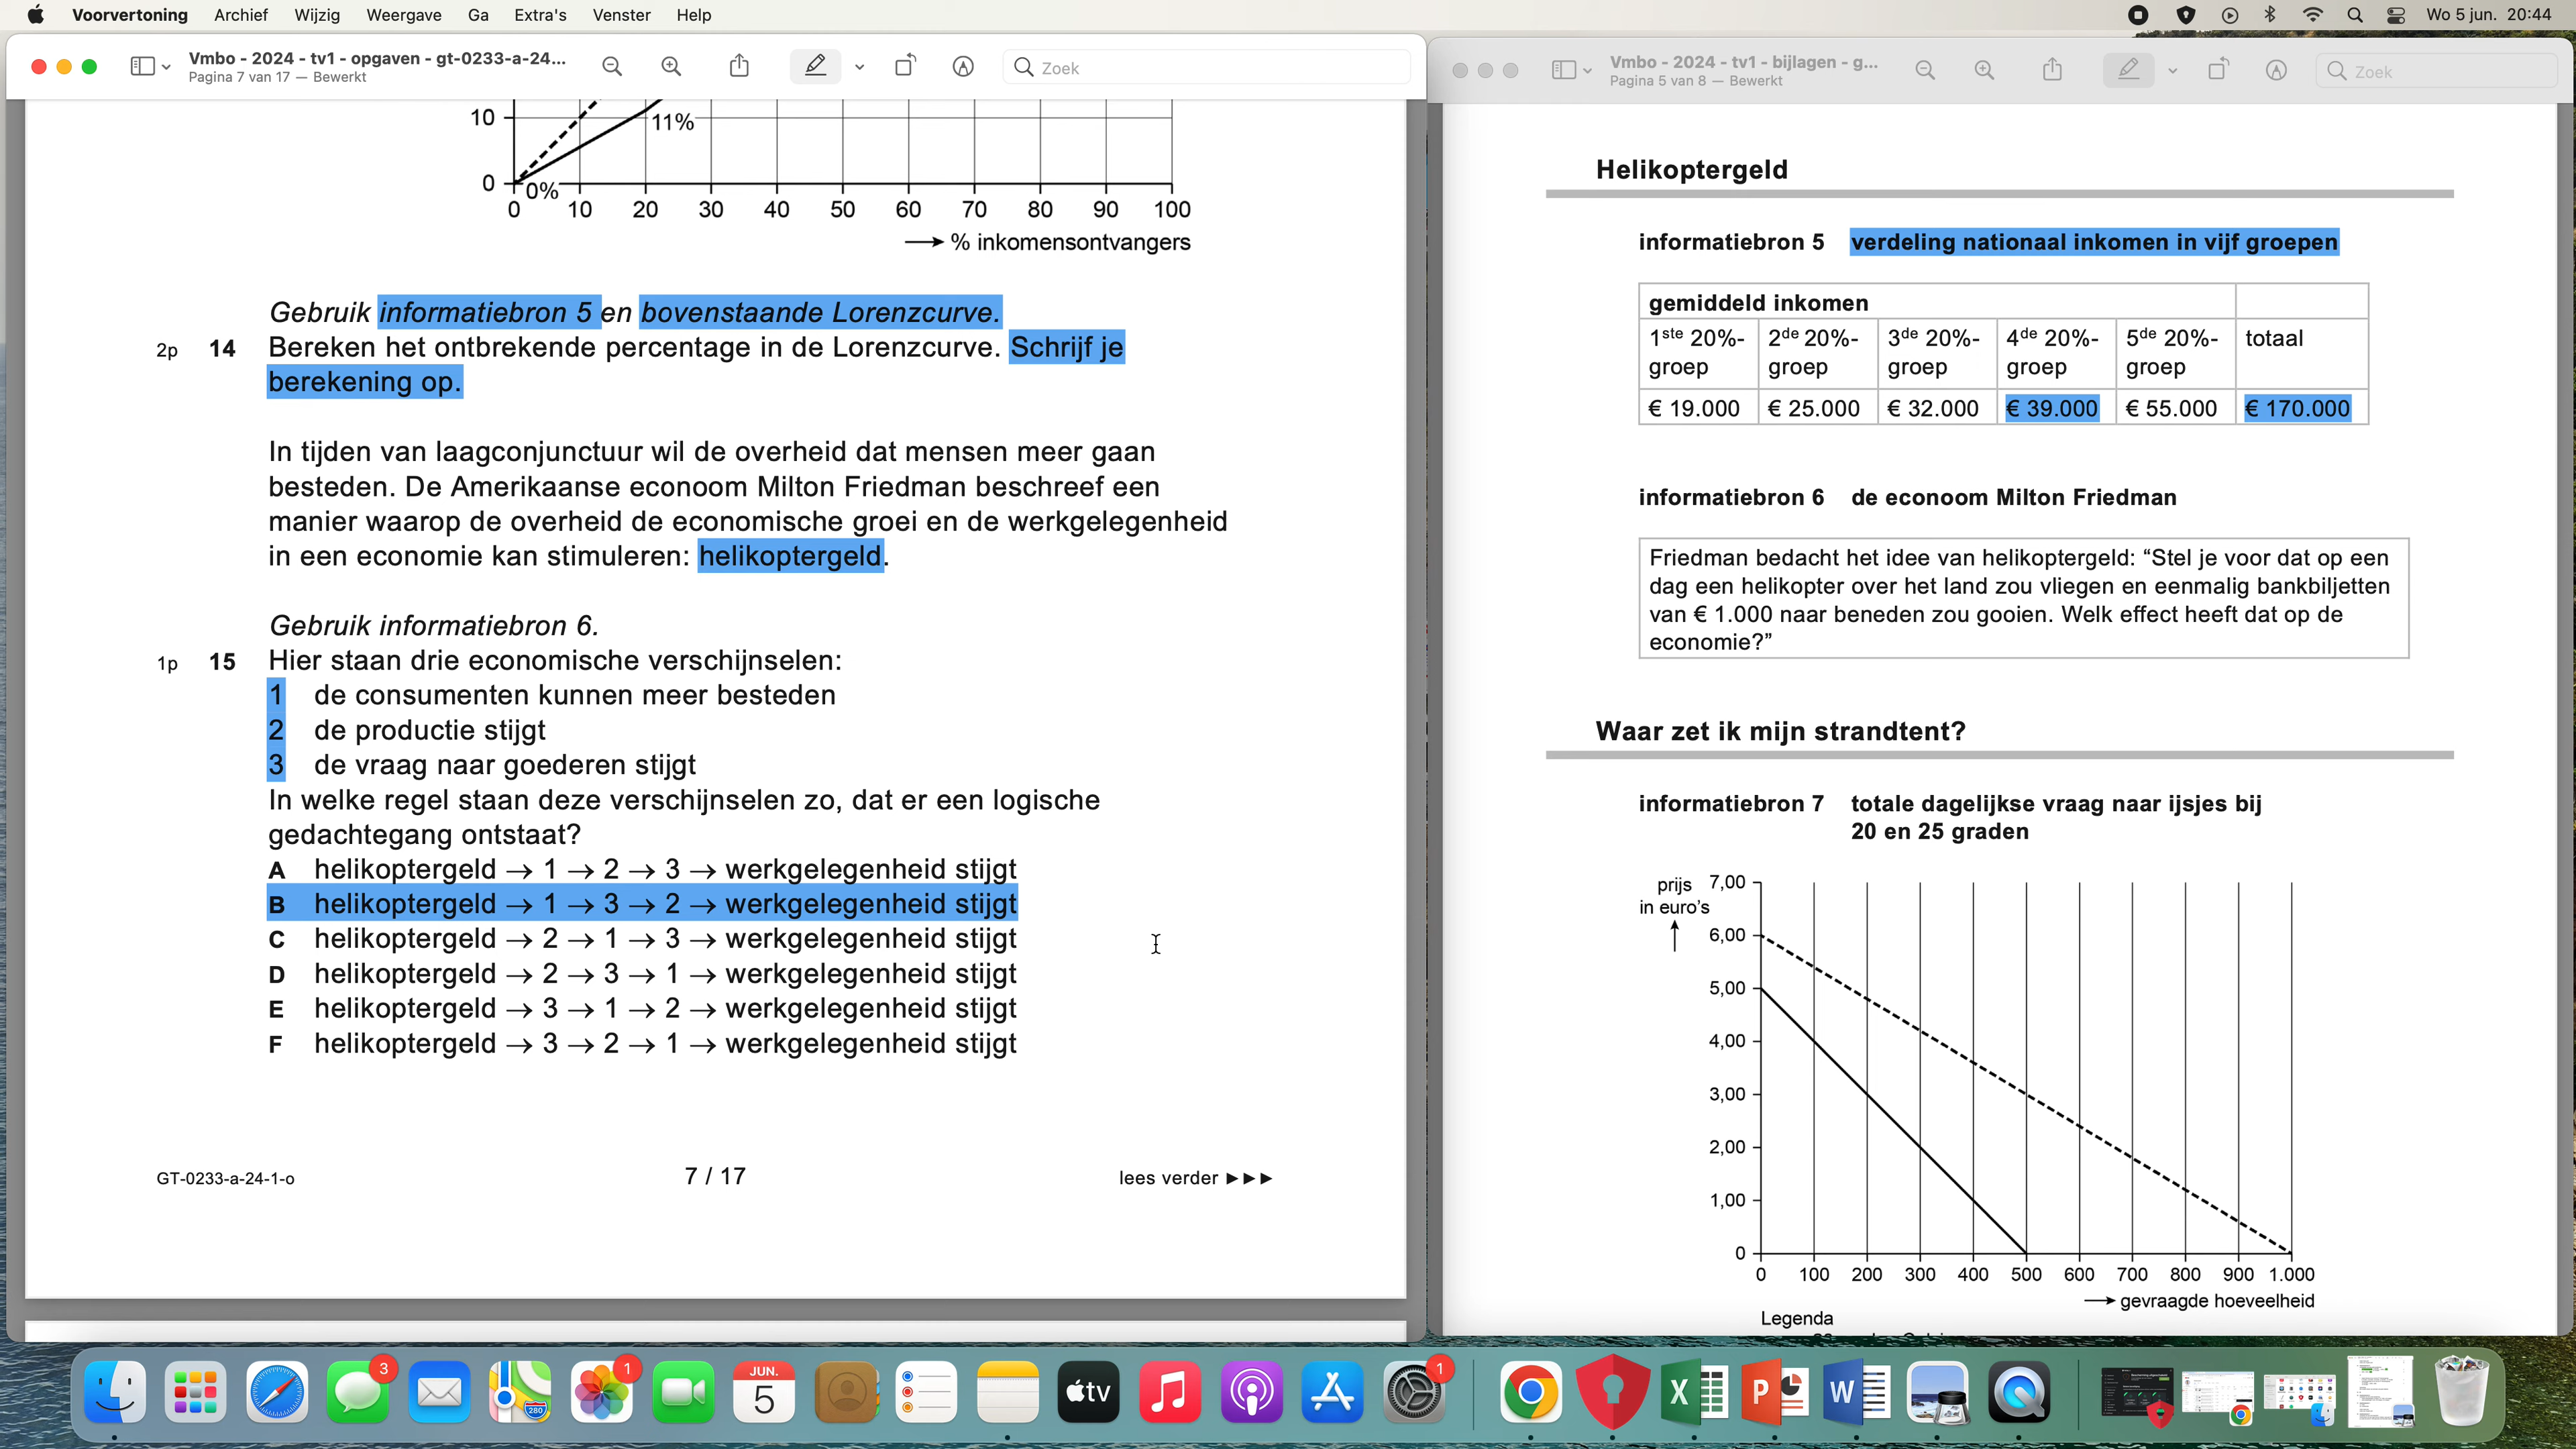 Voorvertoning Archief Wijzig Weergave Ga Extra's Venster Help
Wo 5 jun. 20:44
Vmbo - 2024 - tv1 - opgaven - gt-0233-a-24...
Pagina 7 van 17 — Bewerkt
Zoek
10
11%
0
0%
0 10 20 30 40 50 60 70 80 90 100
→ % inkomensontvangers
Gebruik informatiebron 5 en bovenstaande Lorenzcurve.
2p 14 Bereken het ontbrekende percentage in de Lorenzcurve. Schrijf je
berekening op.
In tijden van laagconjunctuur wil de overheid dat mensen meer gaan
besteden. De Amerikaanse econoom Milton Friedman beschreef een
manier waarop de overheid de economische groei en de werkgelegenheid
in een economie kan stimuleren: helikoptergeld.
Gebruik informatiebron 6.
1p 15 Hier staan drie economische verschijnselen:
1 de consumenten kunnen meer besteden
2 de productie stijgt
3 de vraag naar goederen stijgt
In welke regel staan deze verschijnselen zo, dat er een logische
gedachtegang ontstaat?
A helikoptergeld → 1 → 2 → 3 → werkgelegenheid stijgt
B helikoptergeld → 1 → 3 → 2 → werkgelegenheid stijgt
C helikoptergeld → 2 → 1 → 3 → werkgelegenheid stijgt
D helikoptergeld → 2 → 3 → 1 → werkgelegenheid stijgt
E helikoptergeld → 3 → 1 → 2 → werkgelegenheid stijgt
F helikoptergeld → 3 → 2 → 1 → werkgelegenheid stijgt
GT-0233-a-24-1-o 7 / 17 lees verder ►►►
Vmbo - 2024 - tv1 - bijlagen - g...
Pagina 5 van 8 — Bewerkt
Zoek
Helikoptergeld
informatiebron 5 verdeling nationaal inkomen in vijf groepen
gemiddeld inkomen
1ste 20%- 2de 20%- 3de 20%- 4de 20%- 5de 20%- totaal
groep groep groep groep groep
€ 19.000 € 25.000 € 32.000 € 39.000 € 55.000 € 170.000
informatiebron 6 de econoom Milton Friedman
Friedman bedacht het idee van helikoptergeld: “Stel je voor dat op een
dag een helikopter over het land zou vliegen en eenmalig bankbiljetten
van € 1.000 naar beneden zou gooien. Welk effect heeft dat op de
economie?”
Waar zet ik mijn strandtent?
informatiebron 7 totale dagelijkse vraag naar ijsjes bij
20 en 25 graden
prijs 7,00
in euro’s
6,00
5,00
4,00
3,00
2,00
1,00
0
0 100 200 300 400 500 600 700 800 900 1.000
→ gevraagde hoeveelheid
Legenda
3
280
1
JUN.
5
tv
1
X
P
W